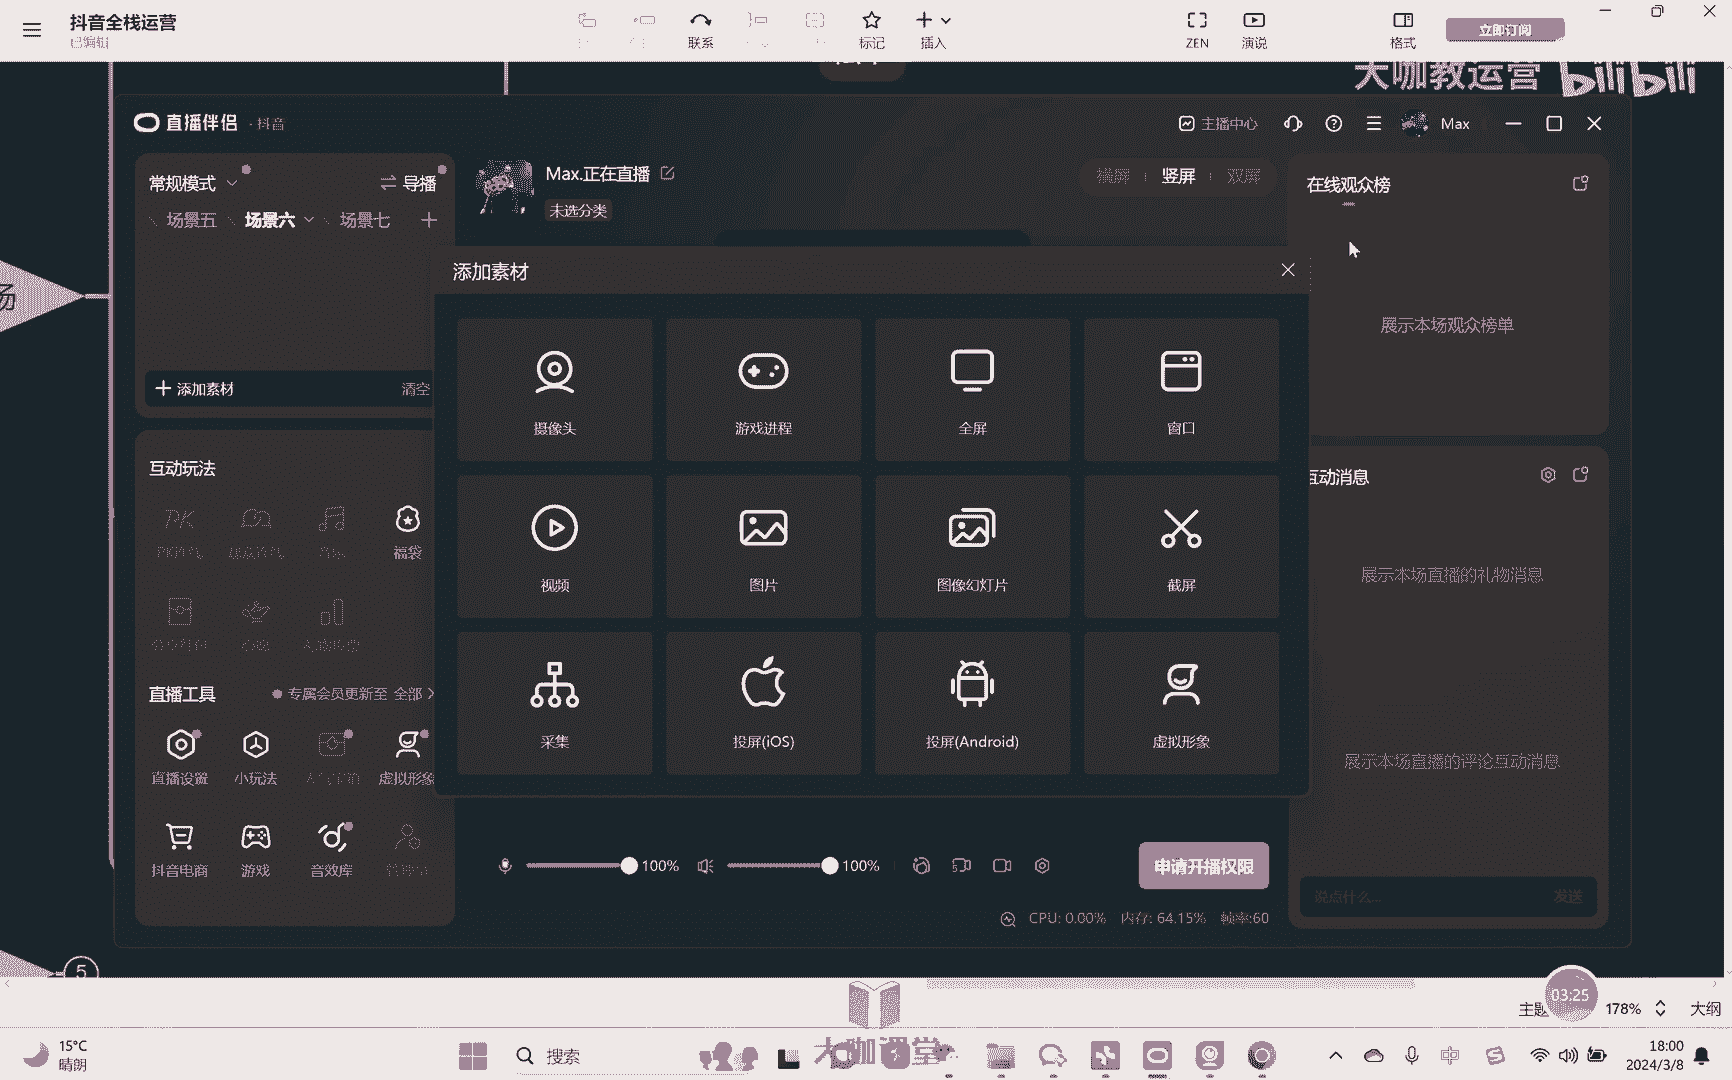 抖音全栈运营
已编辑
联系
标记
插入
ZEN
演说
格式
立即订阅
大咖教运营 bilibili
直播伴侣 · 抖音
主播中心
Max
常规模式
导播
场景五
场景六
场景七
添加素材
清空
Max.正在直播
未选分类
横屏
竖屏
双屏
在线观众榜
展示本场观众榜单
添加素材
摄像头
游戏进程
全屏
窗口
视频
图片
图像幻灯片
截屏
采集
投屏(iOS)
投屏(Android)
虚拟形象
互动玩法
福袋
直播工具
专属会员更新至
全部
直播设置
小玩法
虚拟形象
抖音电商
游戏
音效库
互动消息
展示本场直播的礼物消息
展示本场直播的评论互动消息
说点什么...
发送
100%
100%
申请开播权限
CPU: 0.00%
内存: 64.15%
帧率:60
5
03:25
178%
大纲
15°C
晴朗
搜索
大咖课堂
中
18:00
2024/3/8